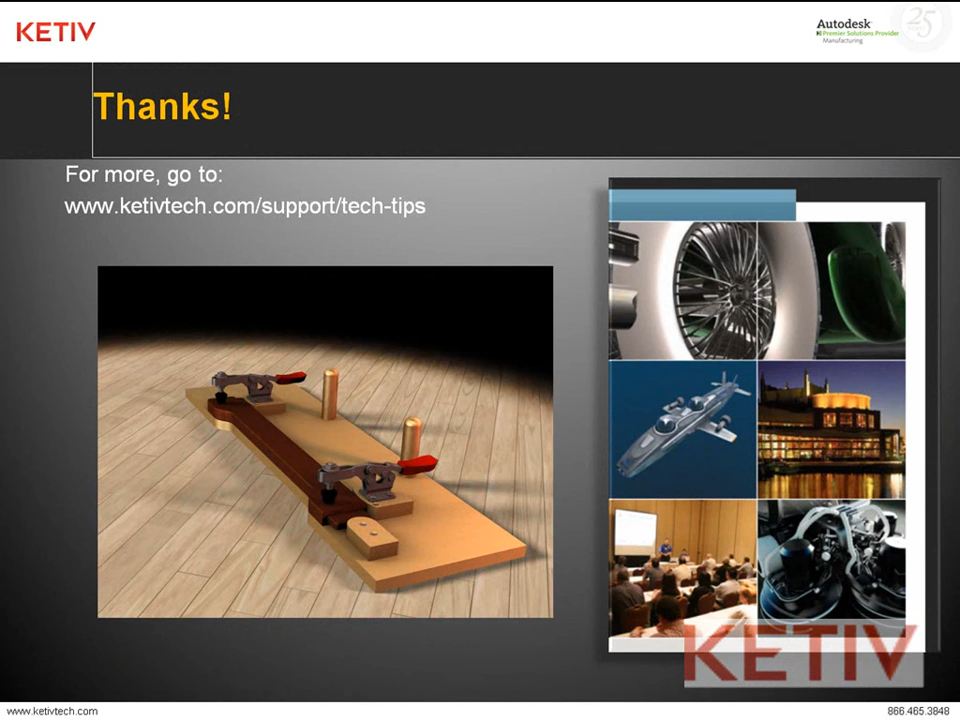 KETIV
Autodesk
Premier Solutions Provider
Manufacturing
25
Thanks!
For more, go to:
www.ketivtech.com/support/tech-tips
KETIV
www.ketivtech.com
866.465.3848